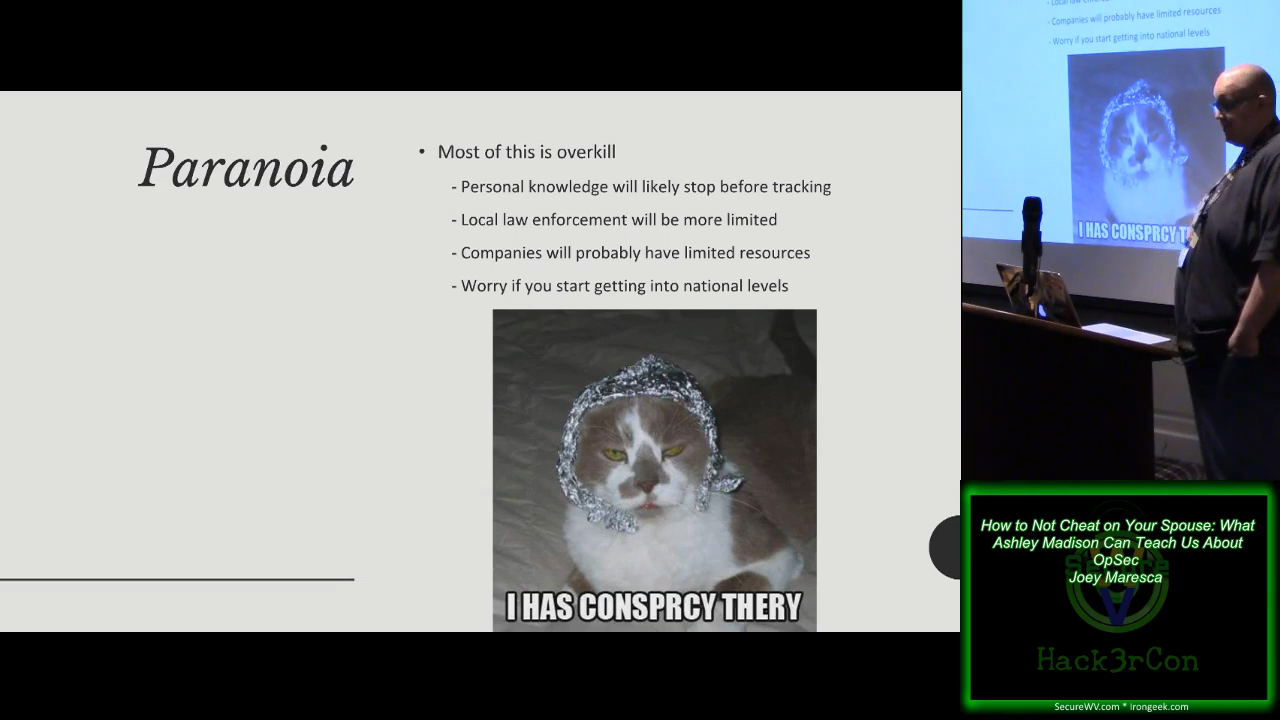 Paranoia
• Most of this is overkill
- Personal knowledge will likely stop before tracking
- Local law enforcement will be more limited
- Companies will probably have limited resources
- Worry if you start getting into national levels
I HAS CONSPRCY THERY
- Companies will probably have limited resources
- Worry if you start getting into national levels
I HAS CONSPRCY T
How to Not Cheat on Your Spouse: What
Ashley Madison Can Teach Us About
OpSec
Joey Maresca
Secure
WV
Hack3rCon
SecureWV.com * irongeek.com